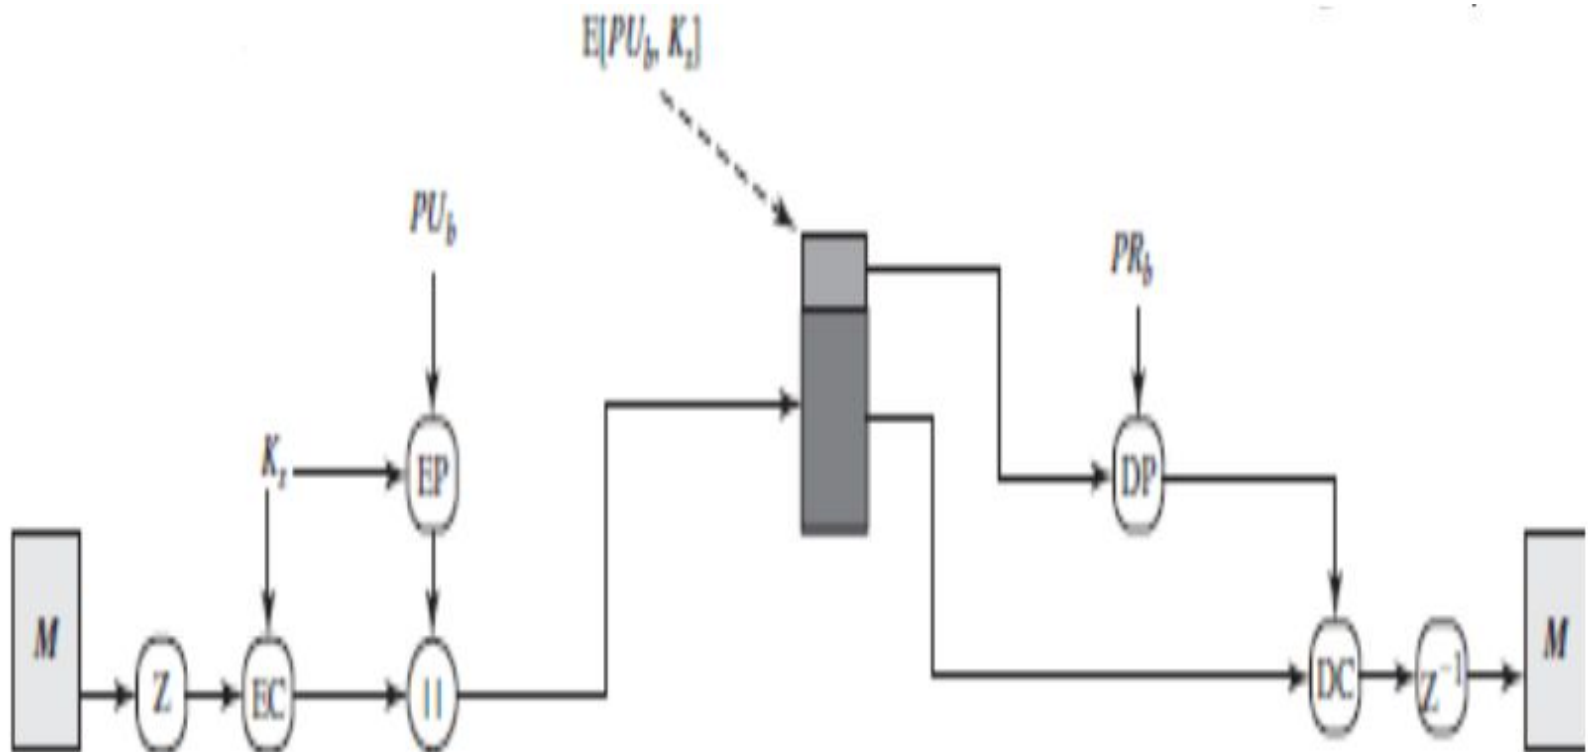 E[PU_b, K_s]
PU_b
PR_b
K_s
EP
DP
M
Z
EC
||
DC
Z^{-1}
M